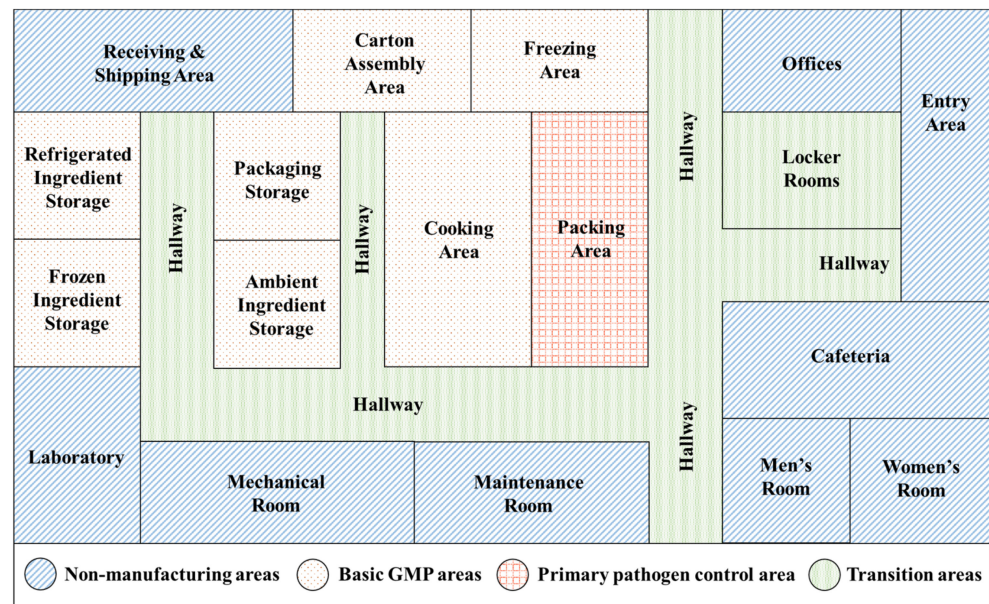 Receiving &
Shipping Area
Carton
Assembly
Area
Freezing
Area
Hallway
Offices
Entry
Area
Refrigerated
Ingredient
Storage
Hallway
Packaging
Storage
Hallway
Cooking
Area
Packing
Area
Locker
Rooms
Hallway
Frozen
Ingredient
Storage
Ambient
Ingredient
Storage
Cafeteria
Hallway
Hallway
Laboratory
Mechanical
Room
Maintenance
Room
Men's
Room
Women's
Room
Non-manufacturing areas
Basic GMP areas
Primary pathogen control area
Transition areas